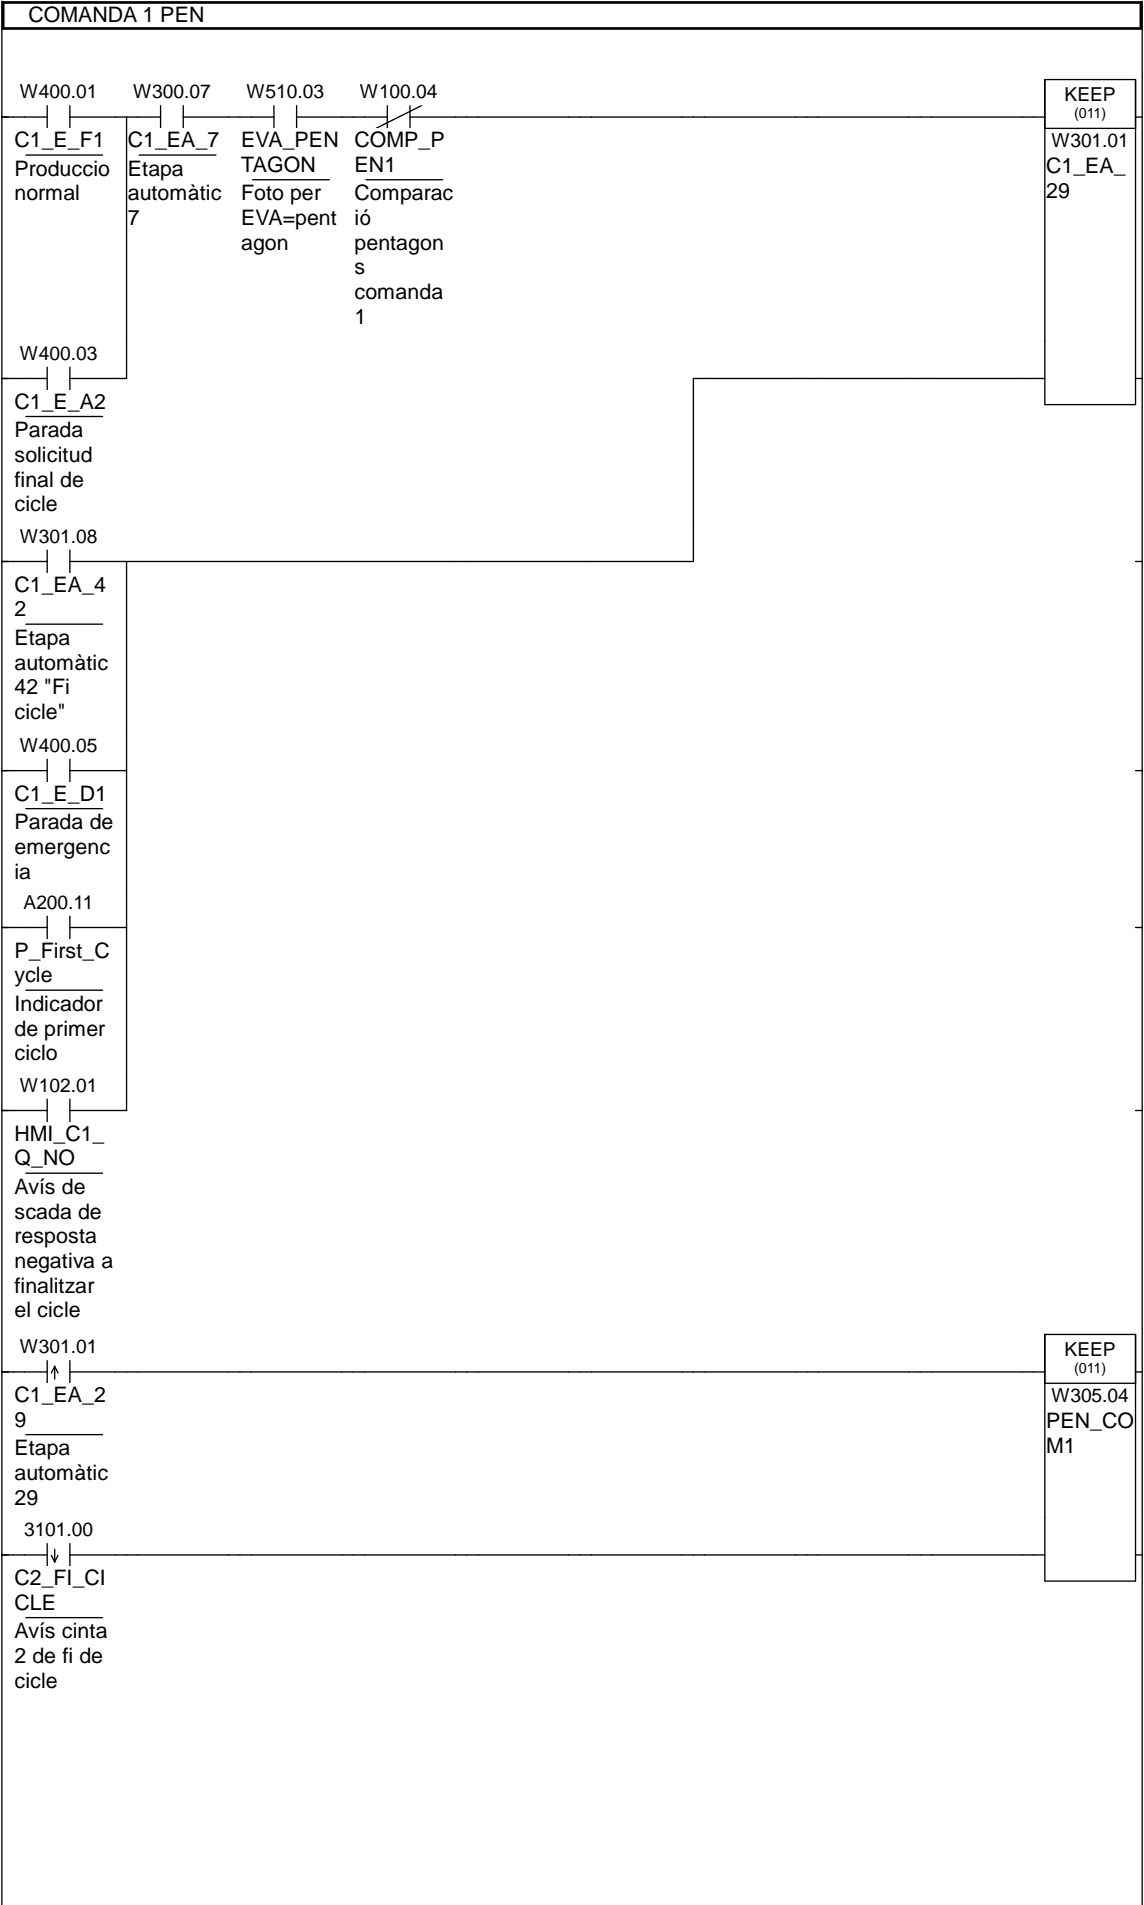 COMANDA 1 PEN
W400.01
C1_E_F1
Produccio
normal
W300.07
C1_EA_7
Etapa
automàtic
7
W510.03
EVA_PEN
TAGON
Foto per
EVA=pent
agon
W100.04
COMP_P
EN1
Comparac
ió
pentagon
s
comanda
1
KEEP
(011)
W301.01
C1_EA_
29
W400.03
C1_E_A2
Parada
solicitud
final de
cicle
W301.08
C1_EA_4
2
Etapa
automàtic
42 "Fi
cicle"
W400.05
C1_E_D1
Parada de
emergenc
ia
A200.11
P_First_C
ycle
Indicador
de primer
ciclo
W102.01
HMI_C1_
Q_NO
Avís de
scada de
resposta
negativa a
finalitzar
el cicle
W301.01
C1_EA_2
9
Etapa
automàtic
29
KEEP
(011)
W305.04
PEN_CO
M1
3101.00
C2_FI_CI
CLE
Avís cinta
2 de fi de
cicle